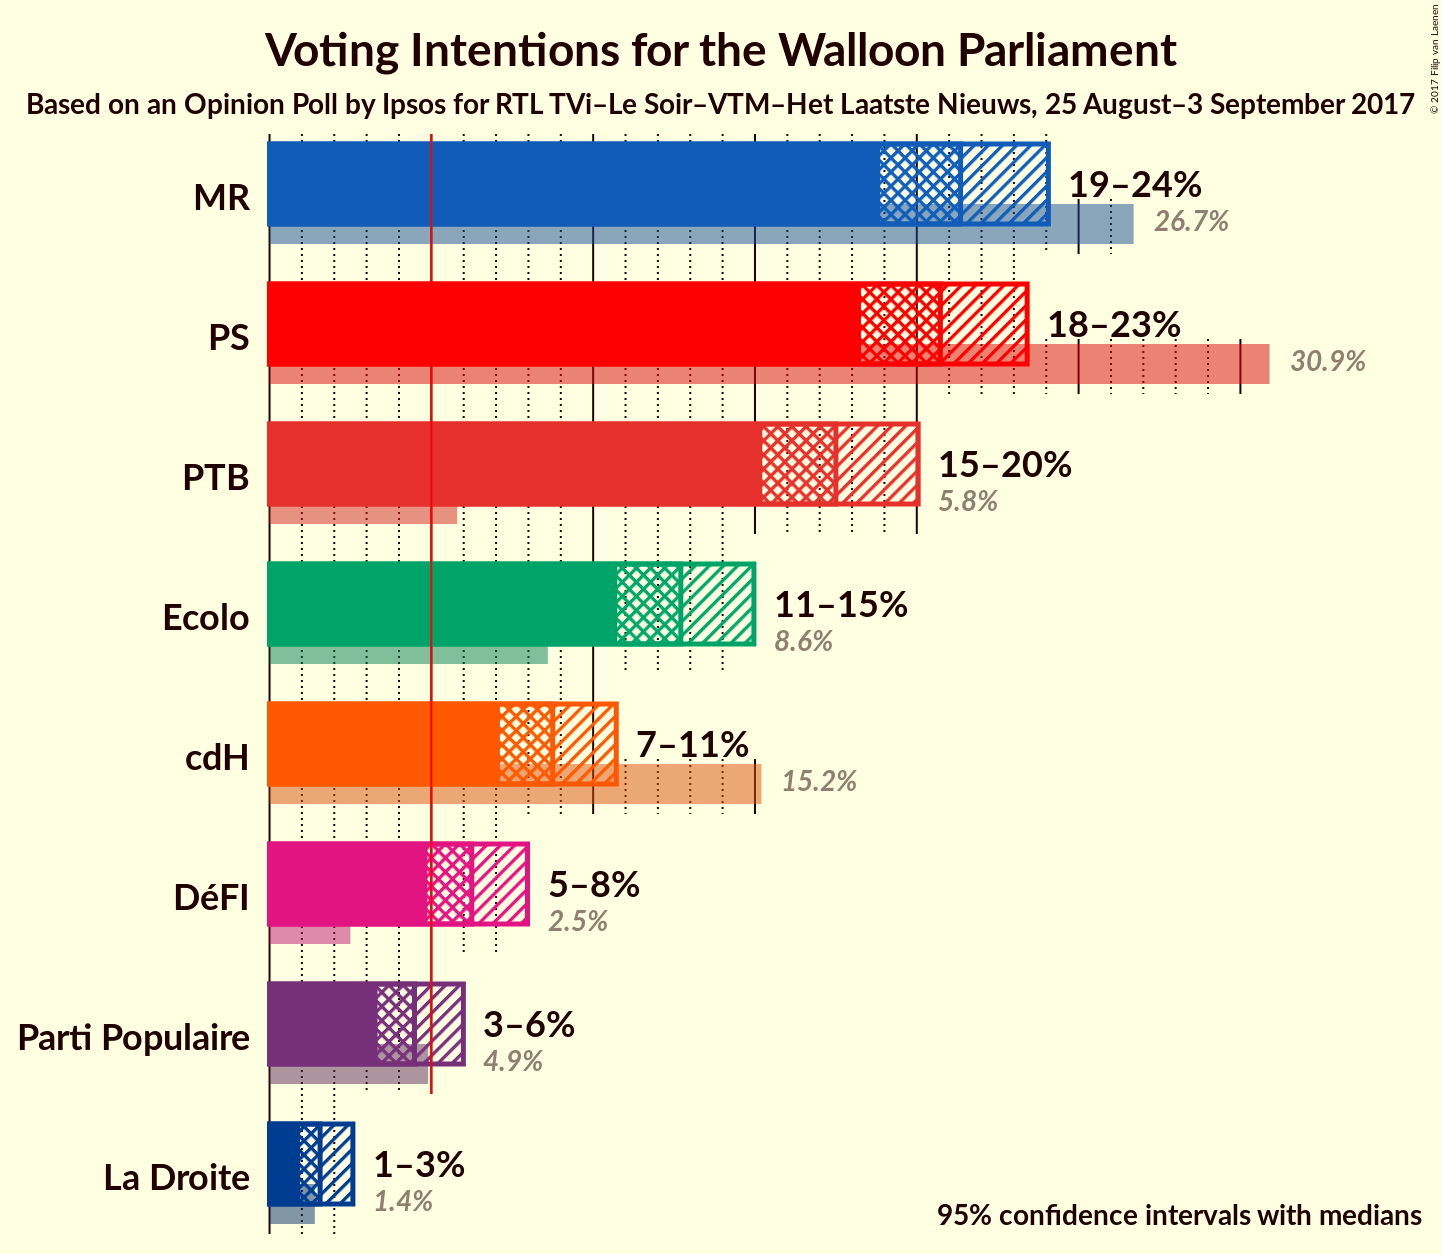 Voting Intentions for the Walloon Parliament
Based on an Opinion Poll by Ipsos for RTL TVi–Le Soir–VTM–Het Laatste Nieuws, 25 August–3 September 2017
© 2017 Filip van Laenen
MR
19–24%
26.7%
PS
18–23%
30.9%
PTB
15–20%
5.8%
Ecolo
11–15%
8.6%
cdH
7–11%
15.2%
DéFI
5–8%
2.5%
Parti Populaire
3–6%
4.9%
La Droite
1–3%
1.4%
95% confidence intervals with medians